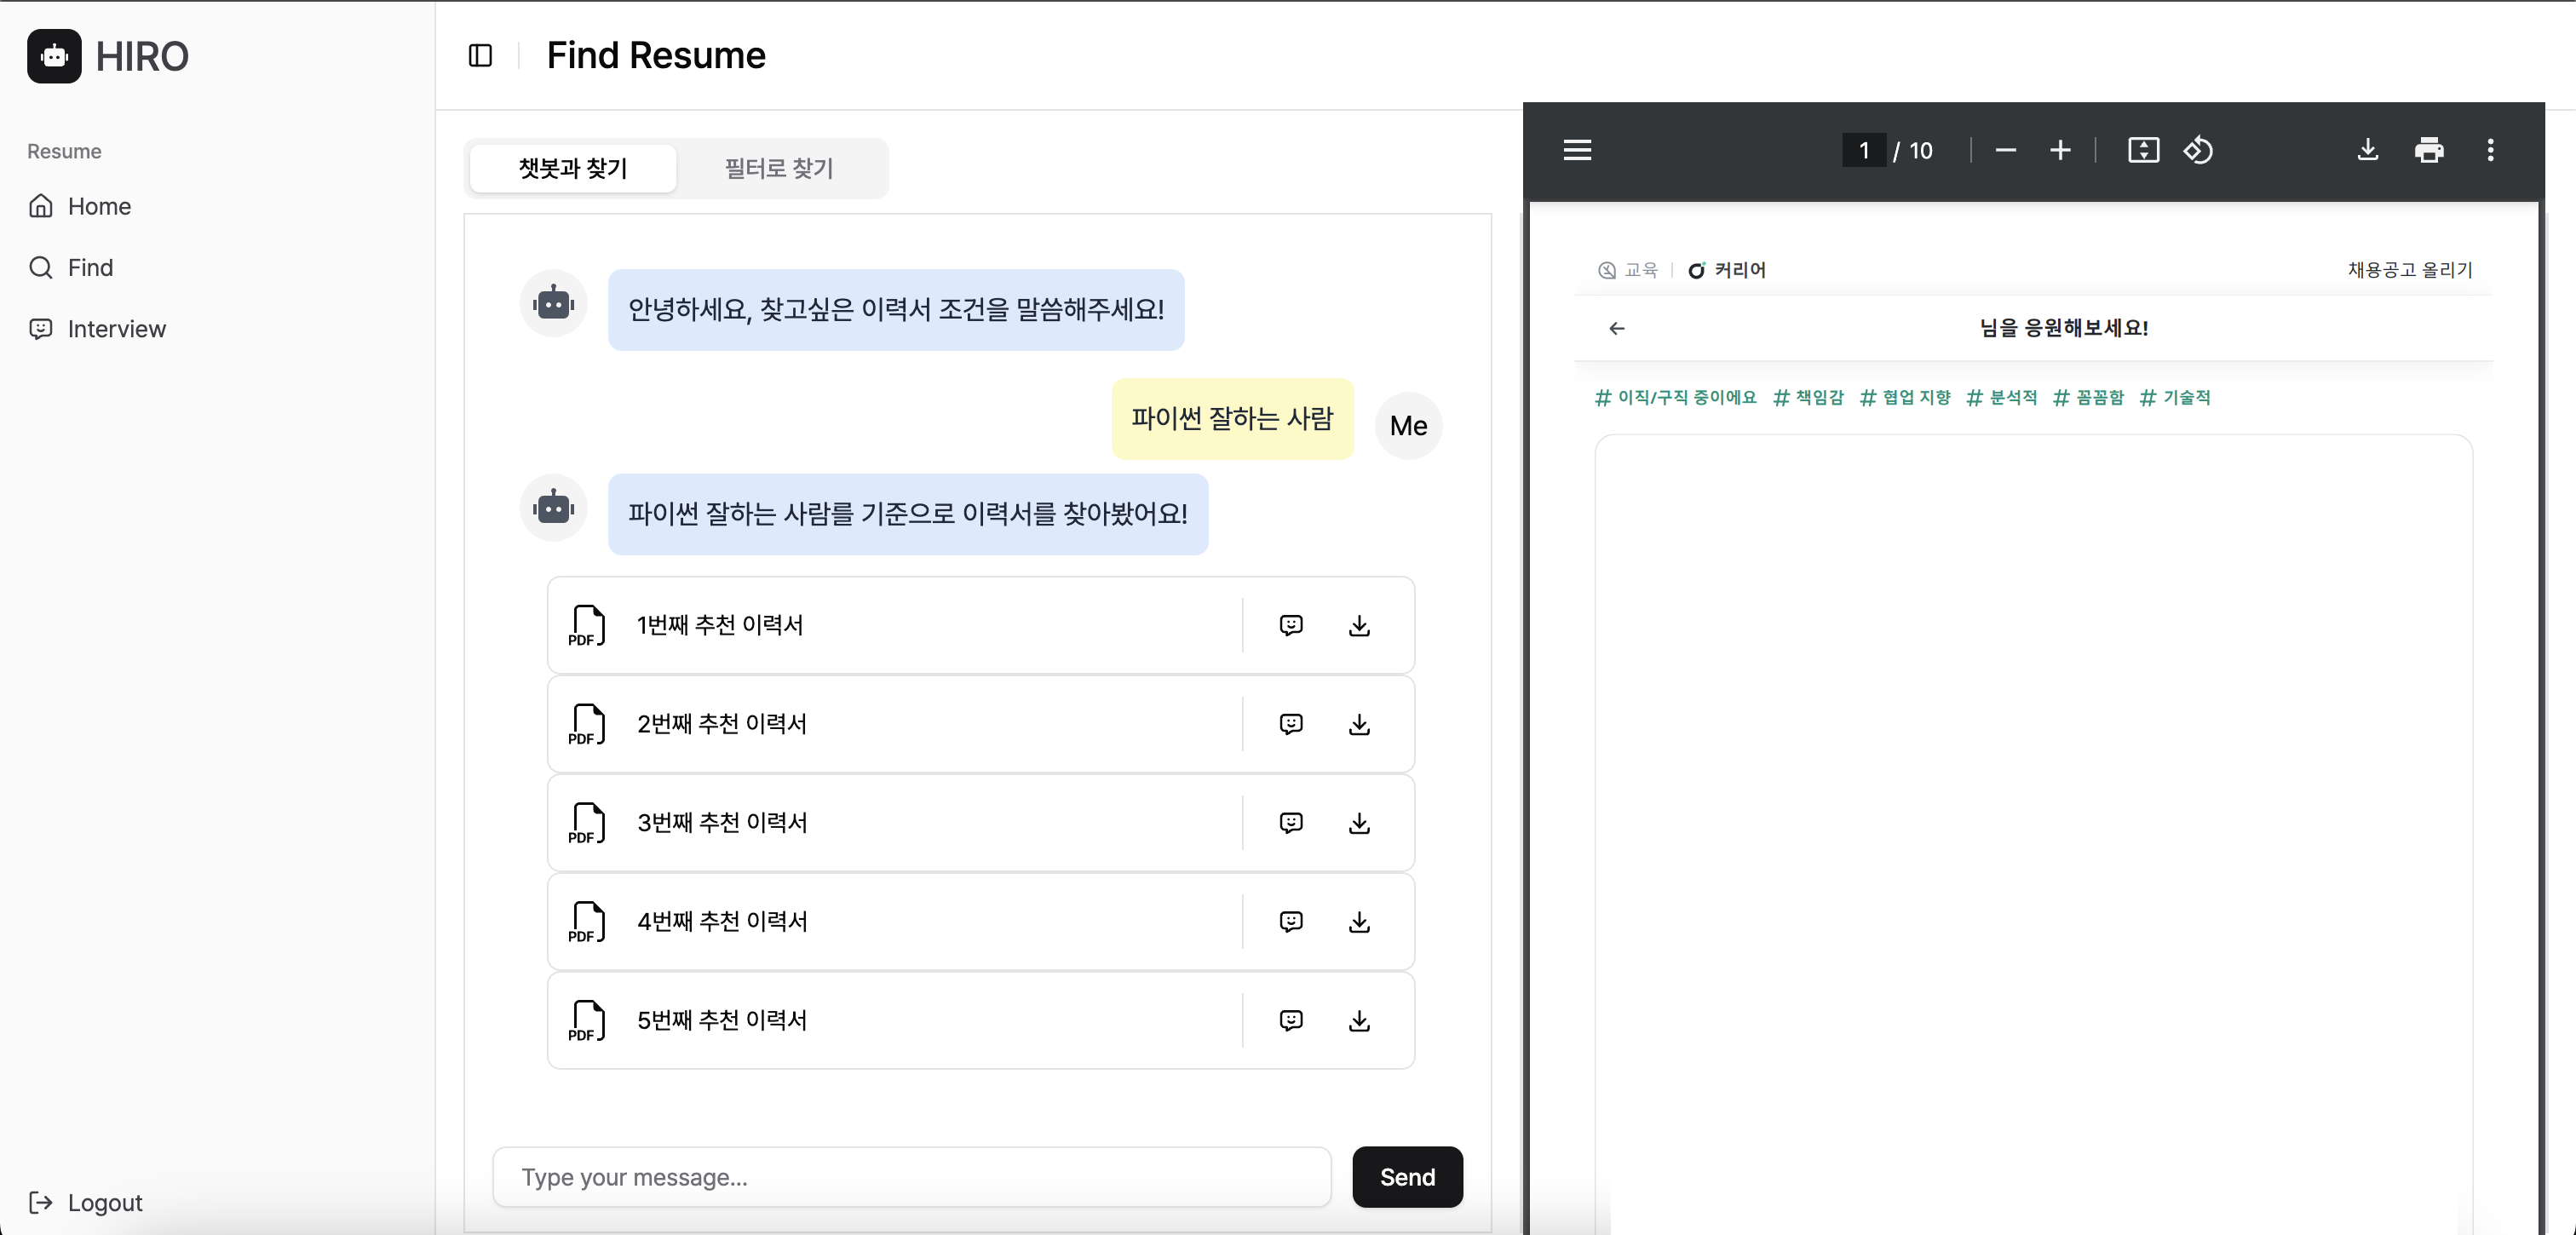 HIRO
Resume
Home
Find
Interview
Logout
Find Resume
챗봇과 찾기
필터로 찾기
안녕하세요, 찾고싶은 이력서 조건을 말씀해주세요!
파이썬 잘하는 사람
Me
파이썬 잘하는 사람를 기준으로 이력서를 찾아봤어요!
PDF 1번째 추천 이력서
PDF 2번째 추천 이력서
PDF 3번째 추천 이력서
PDF 4번째 추천 이력서
PDF 5번째 추천 이력서
Type your message...
Send
1 / 10
교육 | 커리어
채용공고 올리기
님을 응원해보세요!
# 이직/구직 중이에요 # 책임감 # 협업 지향 # 분석적 # 꼼꼼함 # 기술적